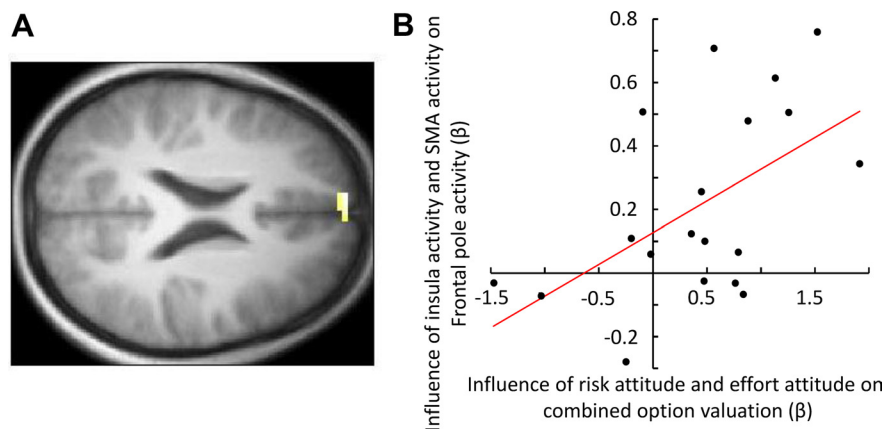 A
B
Influence of insula activity and SMA activity on
Frontal pole activity (β)
0.8
0.6
0.4
0.2
-1.5
-0.5
0.5
1.5
-0.2
Influence of risk attitude and effort attitude on
combined option valuation (β)